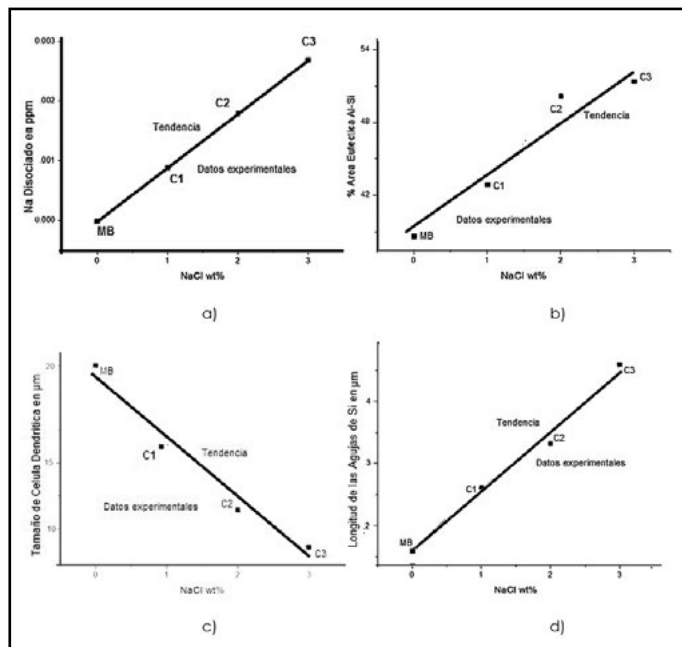 Na Disociado en ppm
0.003
.002
.001
0.000
C3
C2
Tendencia
Datos experimentales
C1
MB
0 1 2 3
NaCl wt%
a)
% Area Eutectica Al-Si
54
49
42
C3
C2
Tendencia
C1
Datos experimentales
MB
0 1 2 3
NaCl wt%
b)
Tamaño de Celula Dendritica en µm
20
15
10
MB
C1
Tendencia
Datos experimentales
C2
C3
0 1 2 3
NaCl wt%
c)
Longitud de las Agujas de Si en µm
4
3
2
C3
Tendencia
C2
Datos experimentales
C1
MB
0 1 2 3
NaCl wt%
d)